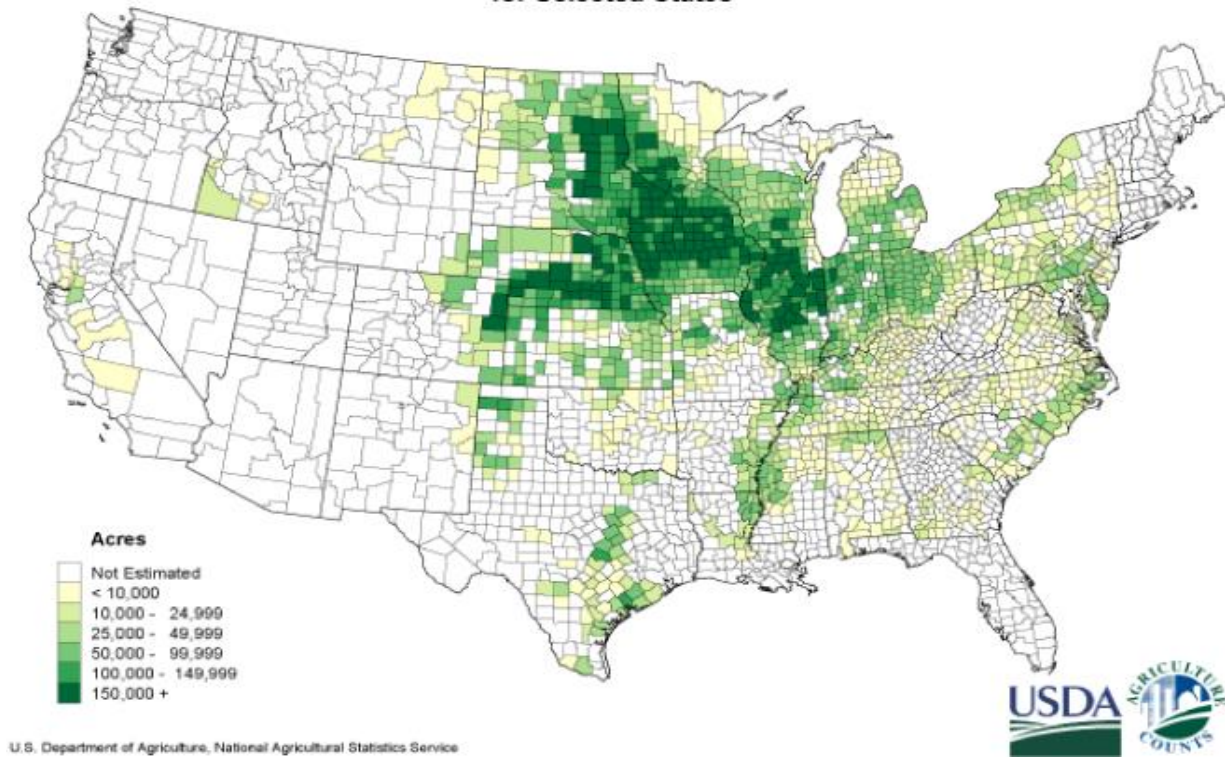 Acres
Not Estimated
< 10,000
10,000 - 24,999
25,000 - 49,999
50,000 - 99,999
100,000 - 149,999
150,000 +
USDA
AGRICULTURE
COUNTS
U.S. Department of Agriculture, National Agricultural Statistics Service